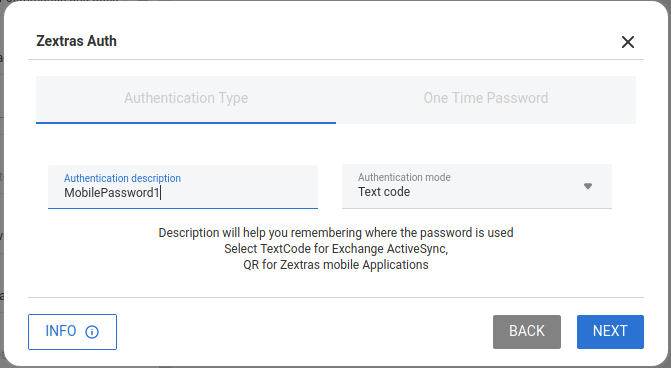 Zextras Auth
Authentication Type
One Time Password
Authentication description
MobilePassword1
Authentication mode
Text code
Description will help you remembering where the password is used
Select TextCode for Exchange ActiveSync,
QR for Zextras mobile Applications
INFO
BACK
NEXT